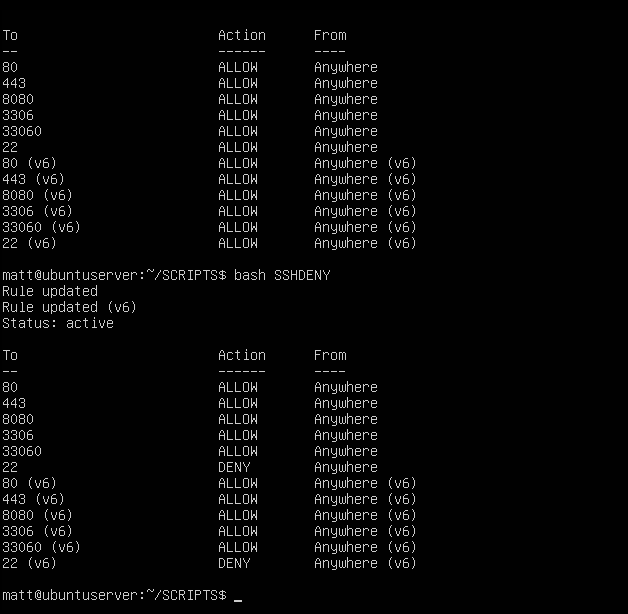 To                         Action      From
--                         ------      ----
80                         ALLOW       Anywhere
443                        ALLOW       Anywhere
8080                       ALLOW       Anywhere
3306                       ALLOW       Anywhere
33060                      ALLOW       Anywhere
22                         ALLOW       Anywhere
80 (v6)                    ALLOW       Anywhere (v6)
443 (v6)                   ALLOW       Anywhere (v6)
8080 (v6)                  ALLOW       Anywhere (v6)
3306 (v6)                  ALLOW       Anywhere (v6)
33060 (v6)                 ALLOW       Anywhere (v6)
22 (v6)                    ALLOW       Anywhere (v6)
matt@ubuntuserver:~/SCRIPTS$ bash SSHDENY
Rule updated
Rule updated (v6)
Status: active
To                         Action      From
--                         ------      ----
80                         ALLOW       Anywhere
443                        ALLOW       Anywhere
8080                       ALLOW       Anywhere
3306                       ALLOW       Anywhere
33060                      ALLOW       Anywhere
22                         DENY        Anywhere
80 (v6)                    ALLOW       Anywhere (v6)
443 (v6)                   ALLOW       Anywhere (v6)
8080 (v6)                  ALLOW       Anywhere (v6)
3306 (v6)                  ALLOW       Anywhere (v6)
33060 (v6)                 ALLOW       Anywhere (v6)
22 (v6)                    DENY        Anywhere (v6)
matt@ubuntuserver:~/SCRIPTS$ _